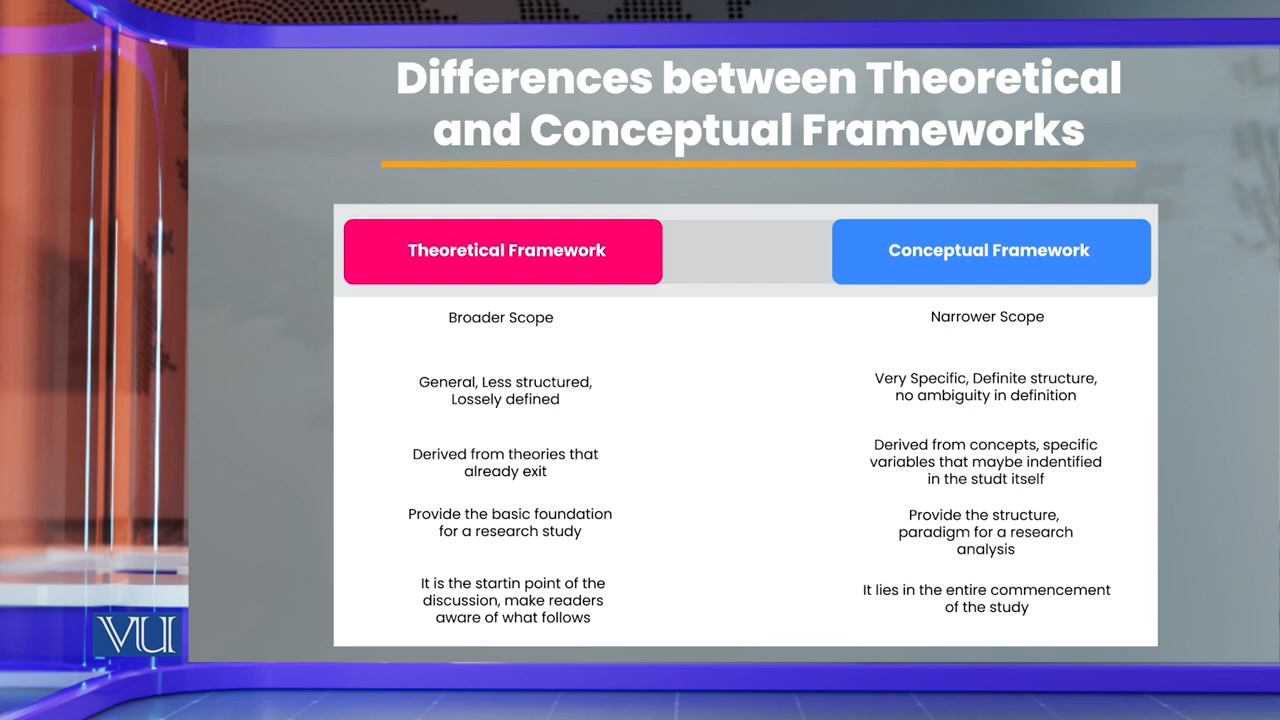 Differences between Theoretical
and Conceptual Frameworks
Theoretical Framework
Conceptual Framework
Broader Scope
Narrower Scope
General, Less structured,
Lossely defined
Very Specific, Definite structure,
no ambiguity in definition
Derived from theories that
already exit
Derived from concepts, specific
variables that maybe indentified
in the studt itself
Provide the basic foundation
for a research study
Provide the structure,
paradigm for a research
analysis
It is the startin point of the
discussion, make readers
aware of what follows
It lies in the entire commencement
of the study
VU